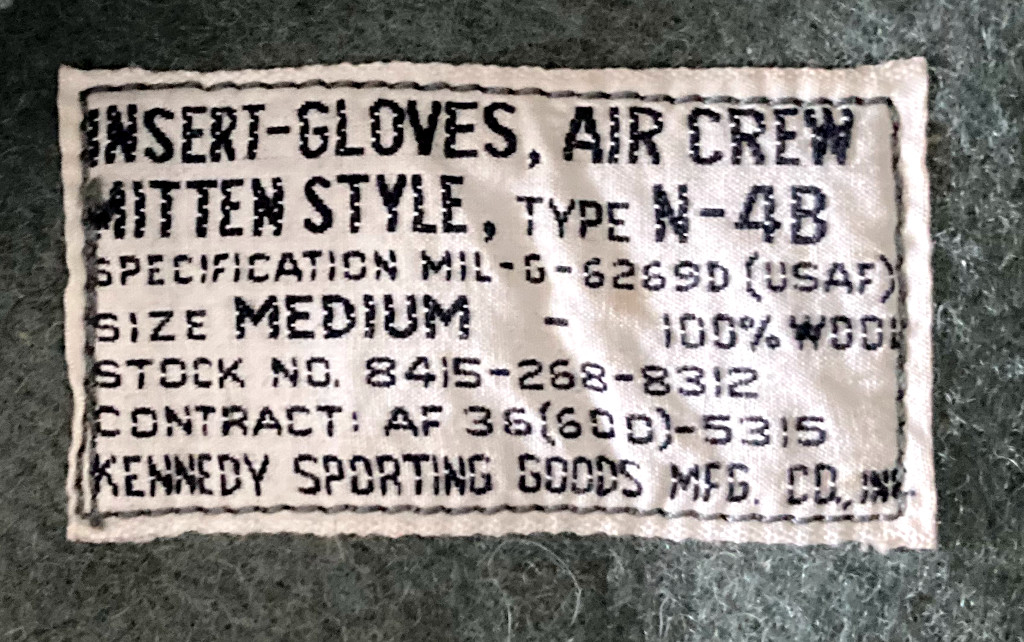 INSERT-GLOVES, AIR CREW
MITTEN STYLE, TYPE N-4B
SPECIFICATION MIL-G-6269D (USAF)
SIZE MEDIUM - 100% WOOL
STOCK NO. 8415-268-8312
CONTRACT: AF 36(600)-5315
KENNEDY SPORTING GOODS MFG. CO., INC.